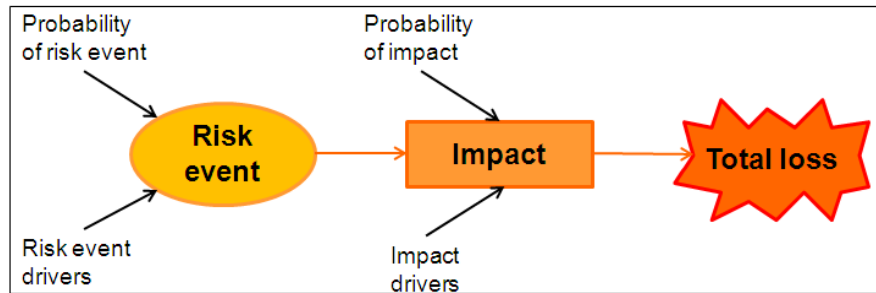 Probability
of risk event
Probability
of impact
Risk
event
Impact
Total loss
Risk event
drivers
Impact
drivers